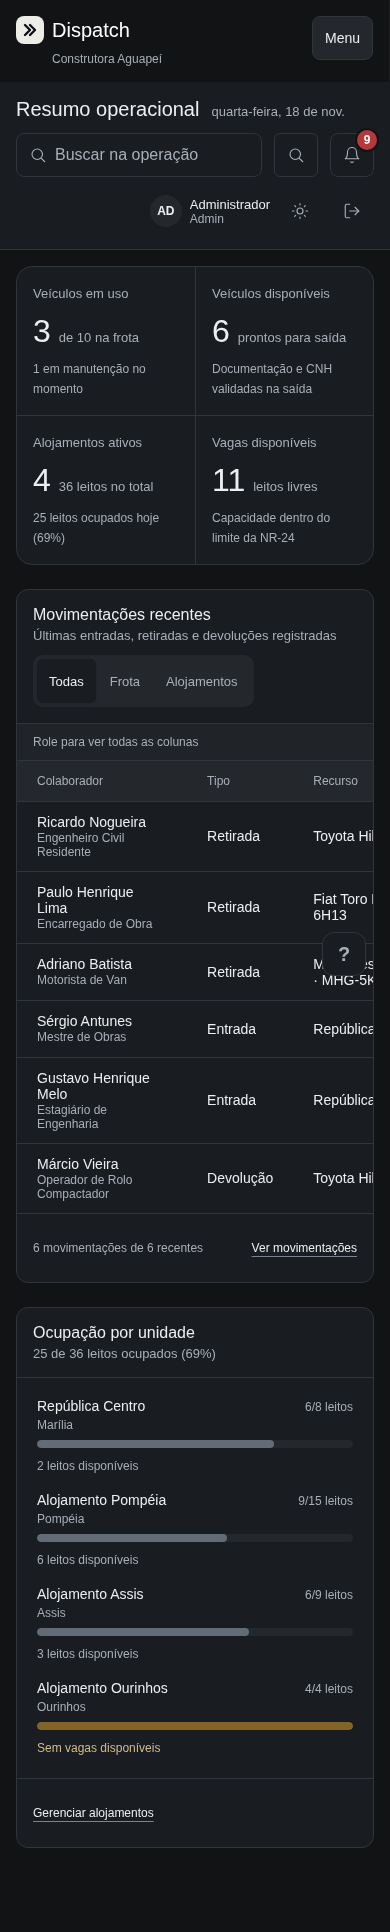 Dispatch
Construtora Aguapeí
Menu
Resumo operacional quarta-feira, 18 de nov.
Buscar na operação
9
AD
Administrador
Admin
Veículos em uso
3 de 10 na frota
1 em manutenção no
momento
Veículos disponíveis
6 prontos para saída
Documentação e CNH
validadas na saída
Alojamentos ativos
4 36 leitos no total
25 leitos ocupados hoje
(69%)
Vagas disponíveis
11 leitos livres
Capacidade dentro do
limite da NR-24
Movimentações recentes
Últimas entradas, retiradas e devoluções registradas
Todas Frota Alojamentos
Role para ver todas as colunas
Colaborador Tipo Recurso
Ricardo Nogueira
Engenheiro Civil
Residente
Retirada
Toyota
Paulo Henrique
Lima
Encarregado de Obra
Retirada
Fiat Toro
6H13
Adriano Batista
Motorista de Van
Retirada
· MHG-5K
?
Sérgio Antunes
Mestre de Obras
Entrada
República
Gustavo Henrique
Melo
Estagiário de
Engenharia
Entrada
República
Márcio Vieira
Operador de Rolo
Compactador
Devolução
Toyota
6 movimentações de 6 recentes
Ver movimentações
Ocupação por unidade
25 de 36 leitos ocupados (69%)
República Centro 6/8 leitos
Marília
2 leitos disponíveis
Alojamento Pompéia 9/15 leitos
Pompéia
6 leitos disponíveis
Alojamento Assis 6/9 leitos
Assis
3 leitos disponíveis
Alojamento Ourinhos 4/4 leitos
Ourinhos
Sem vagas disponíveis
Gerenciar alojamentos